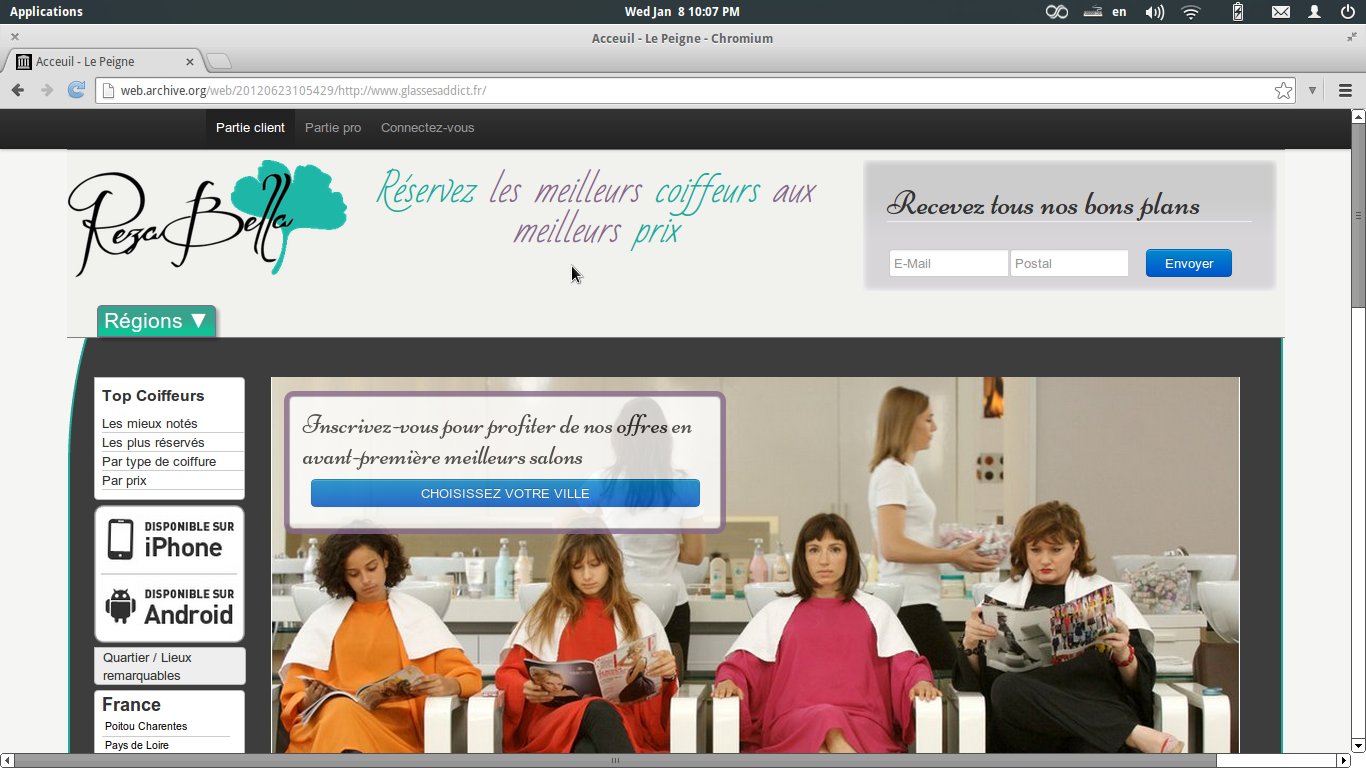 Applications
Wed Jan 8 10:07 PM
en
Acceuil - Le Peigne - Chromium
Acceuil - Le Peigne
web.archive.org/web/20120623105429/http://www.glassesaddict.fr/
Partie client
Partie pro
Connectez-vous
RezaBella
Réservez les meilleurs coiffeurs aux
meilleurs prix
Recevez tous nos bons plans
E-Mail
Postal
Envoyer
Régions ▼
Top Coiffeurs
Les mieux notés
Les plus réservés
Par type de coiffure
Par prix
DISPONIBLE SUR
iPhone
DISPONIBLE SUR
Android
Quartier / Lieux
remarquables
France
Poitou Charentes
Pays de Loire
Inscrivez-vous pour profiter de nos offres en
avant-première meilleurs salons
CHOISISSEZ VOTRE VILLE